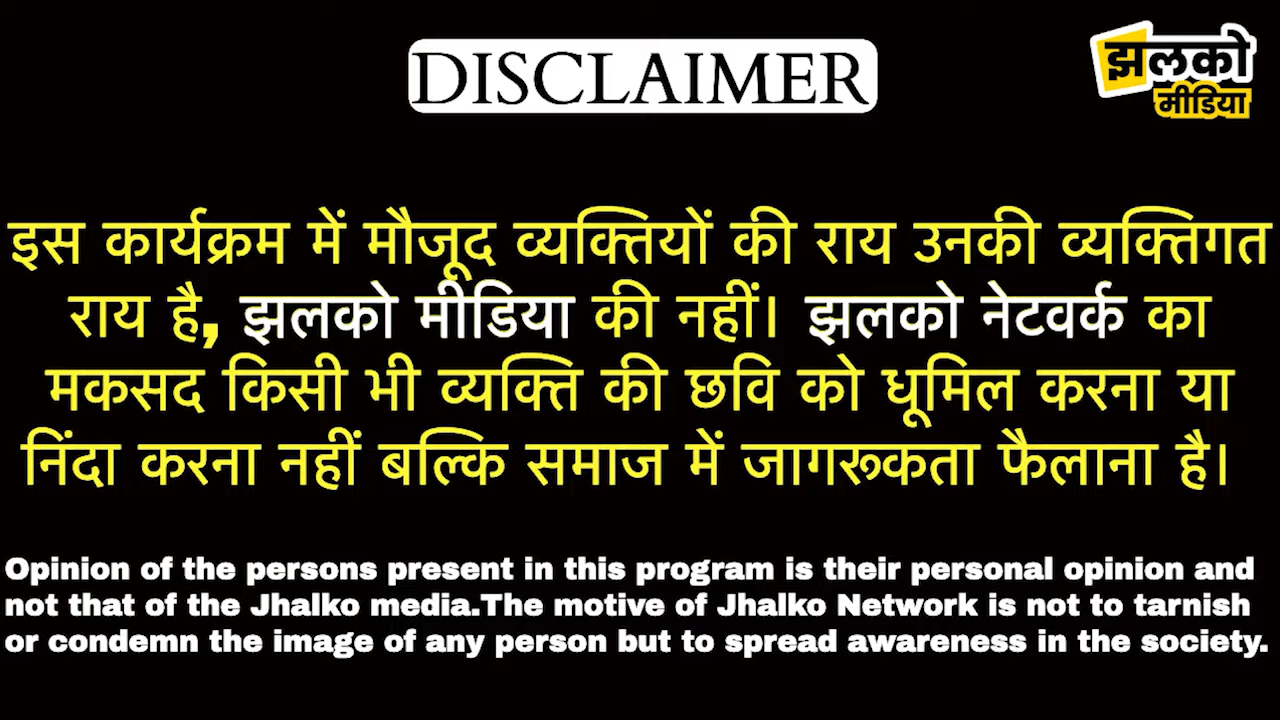 DISCLAIMER
झलको
मीडिया
इस कार्यक्रम में मौजूद व्यक्तियों की राय उनकी व्यक्तिगत
राय है, झलको मीडिया की नहीं। झलको नेटवर्क का
मकसद किसी भी व्यक्ति की छवि को धूमिल करना या
निंदा करना नहीं बल्कि समाज में जागरूकता फैलाना है।
Opinion of the persons present in this program is their personal opinion and
not that of the Jhalko media.The motive of Jhalko Network is not to tarnish
or condemn the image of any person but to spread awareness in the society.